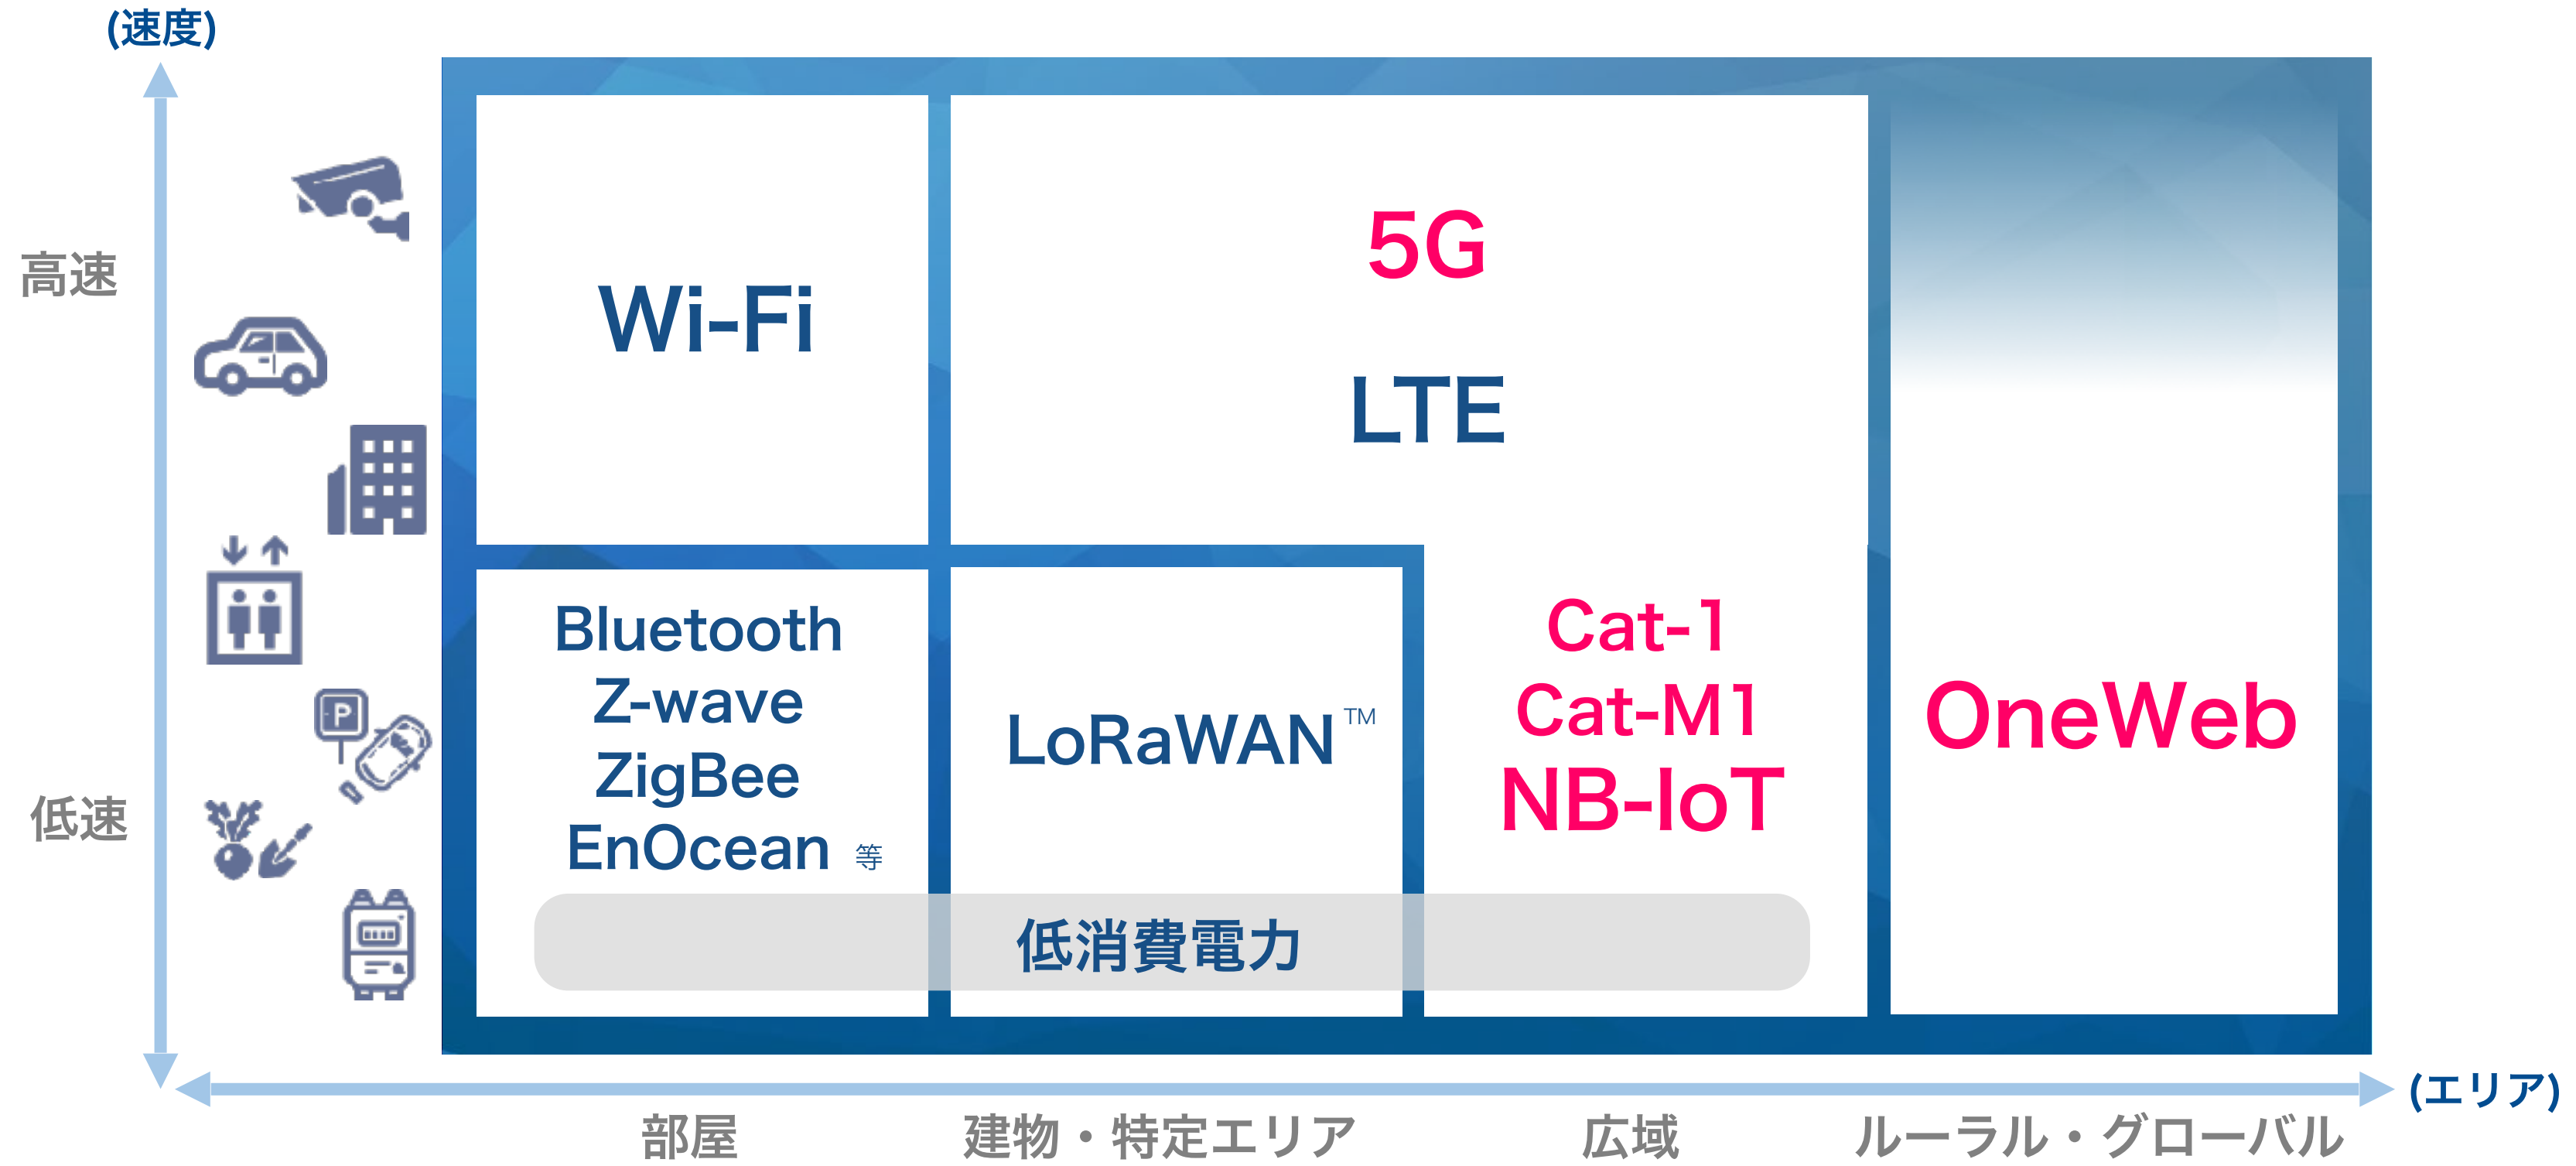 (速度)
高速
低速
Wi-Fi
5G
LTE
Bluetooth
Z-wave
ZigBee
EnOcean 等
LoRaWAN™
Cat-1
Cat-M1
NB-IoT
OneWeb
P
低消費電力
(エリア)
部屋
建物・特定エリア
広域
ルーラル・グローバル